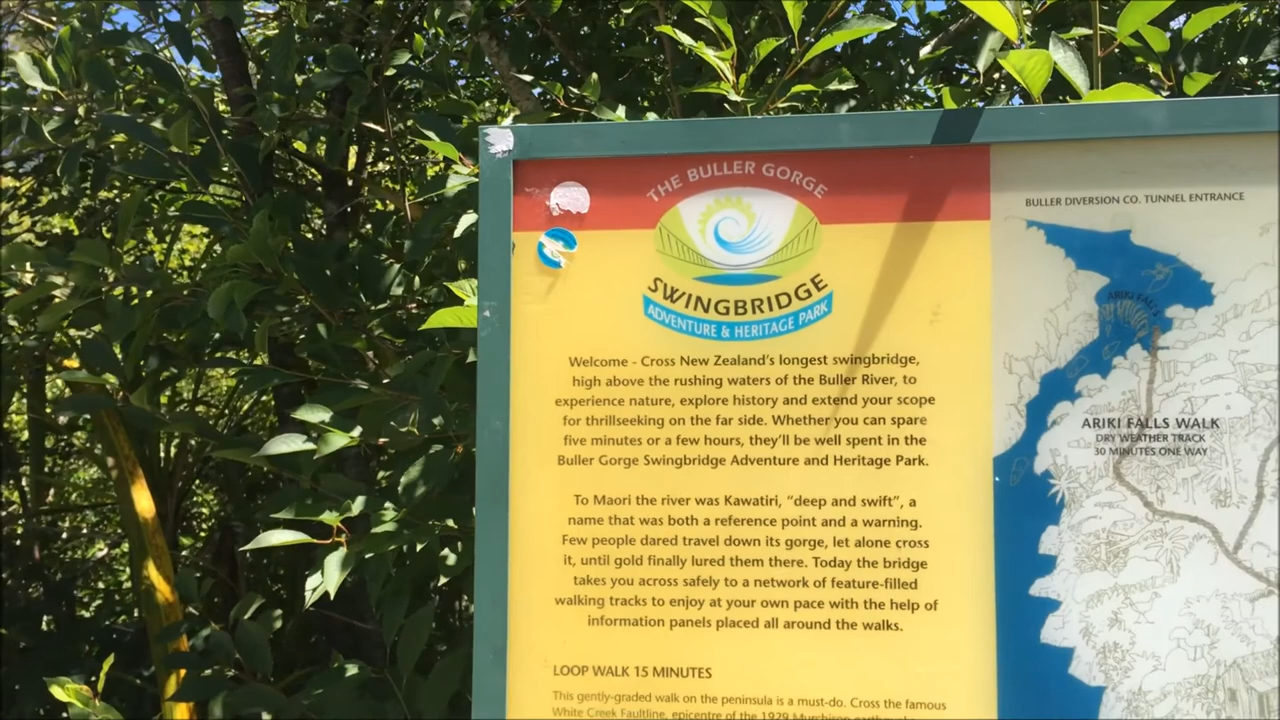 THE BULLER GORGE
SWINGBRIDGE
ADVENTURE & HERITAGE PARK
Welcome - Cross New Zealand's longest swingbridge,
high above the rushing waters of the Buller River, to
experience nature, explore history and extend your scope
for thrillseeking on the far side. Whether you can spare
five minutes or a few hours, they'll be well spent in the
Buller Gorge Swingbridge Adventure and Heritage Park.
To Maori the river was Kawatiri, “deep and swift”, a
name that was both a reference point and a warning.
Few people dared travel down its gorge, let alone cross
it, until gold finally lured them there. Today the bridge
takes you across safely to a network of feature-filled
walking tracks to enjoy at your own pace with the help of
information panels placed all around the walks.
LOOP WALK 15 MINUTES
This gently-graded walk on the peninsula is a must-do. Cross the famous
White Creek Faultline, epicentre of the 1929 Murchison earthquake
BULLER DIVERSION CO. TUNNEL ENTRANCE
ARIKI FALLS
ARIKI FALLS WALK
DRY WEATHER TRACK
30 MINUTES ONE WAY